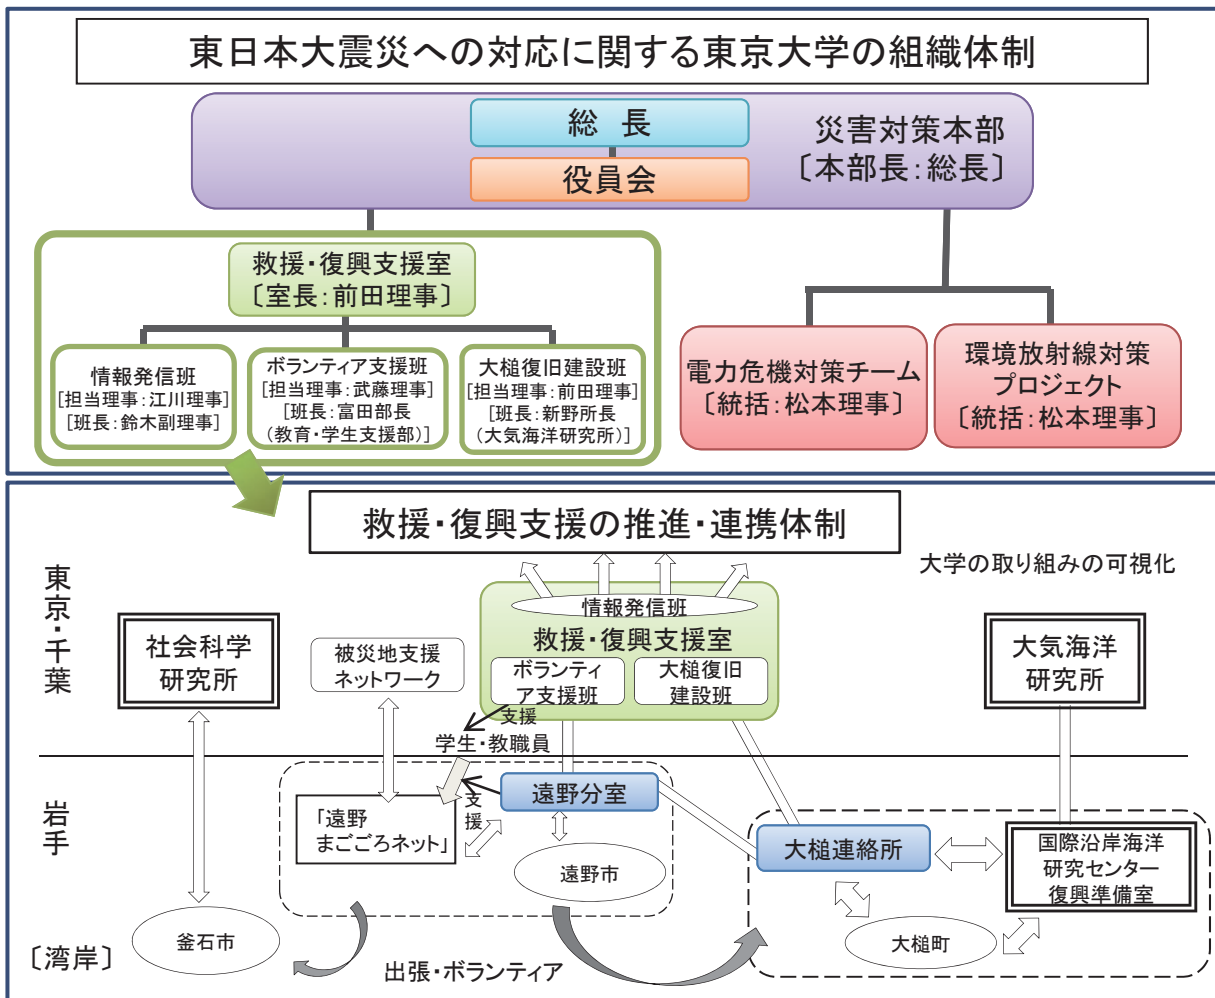 東日本大震災への対応に関する東京大学の組織体制
総 長
役員会
災害対策本部
〔本部長：総長〕
救援・復興支援室
〔室長：前田理事〕
情報発信班
[担当理事：江川理事]
[班長：鈴木副理事]
ボランティア支援班
[担当理事：武藤理事]
[班長：富田部長
（教育・学生支援部）]
大槌復旧建設班
[担当理事：前田理事]
[班長：新野所長
（大気海洋研究所）]
電力危機対策チーム
〔統括：松本理事〕
環境放射線対策
プロジェクト
〔統括：松本理事〕
救援・復興支援の推進・連携体制
大学の取り組みの可視化
東京・千葉
社会科学
研究所
被災地支援
ネットワーク
情報発信班
救援・復興支援室
ボランティ
ア支援班
大槌復旧
建設班
大気海洋
研究所
支援
学生・教職員
岩手
「遠野
まごころネット」
支援
遠野分室
遠野市
大槌連絡所
国際沿岸海洋
研究センター
復興準備室
大槌町
釜石市
〔湾岸〕
出張・ボランティア